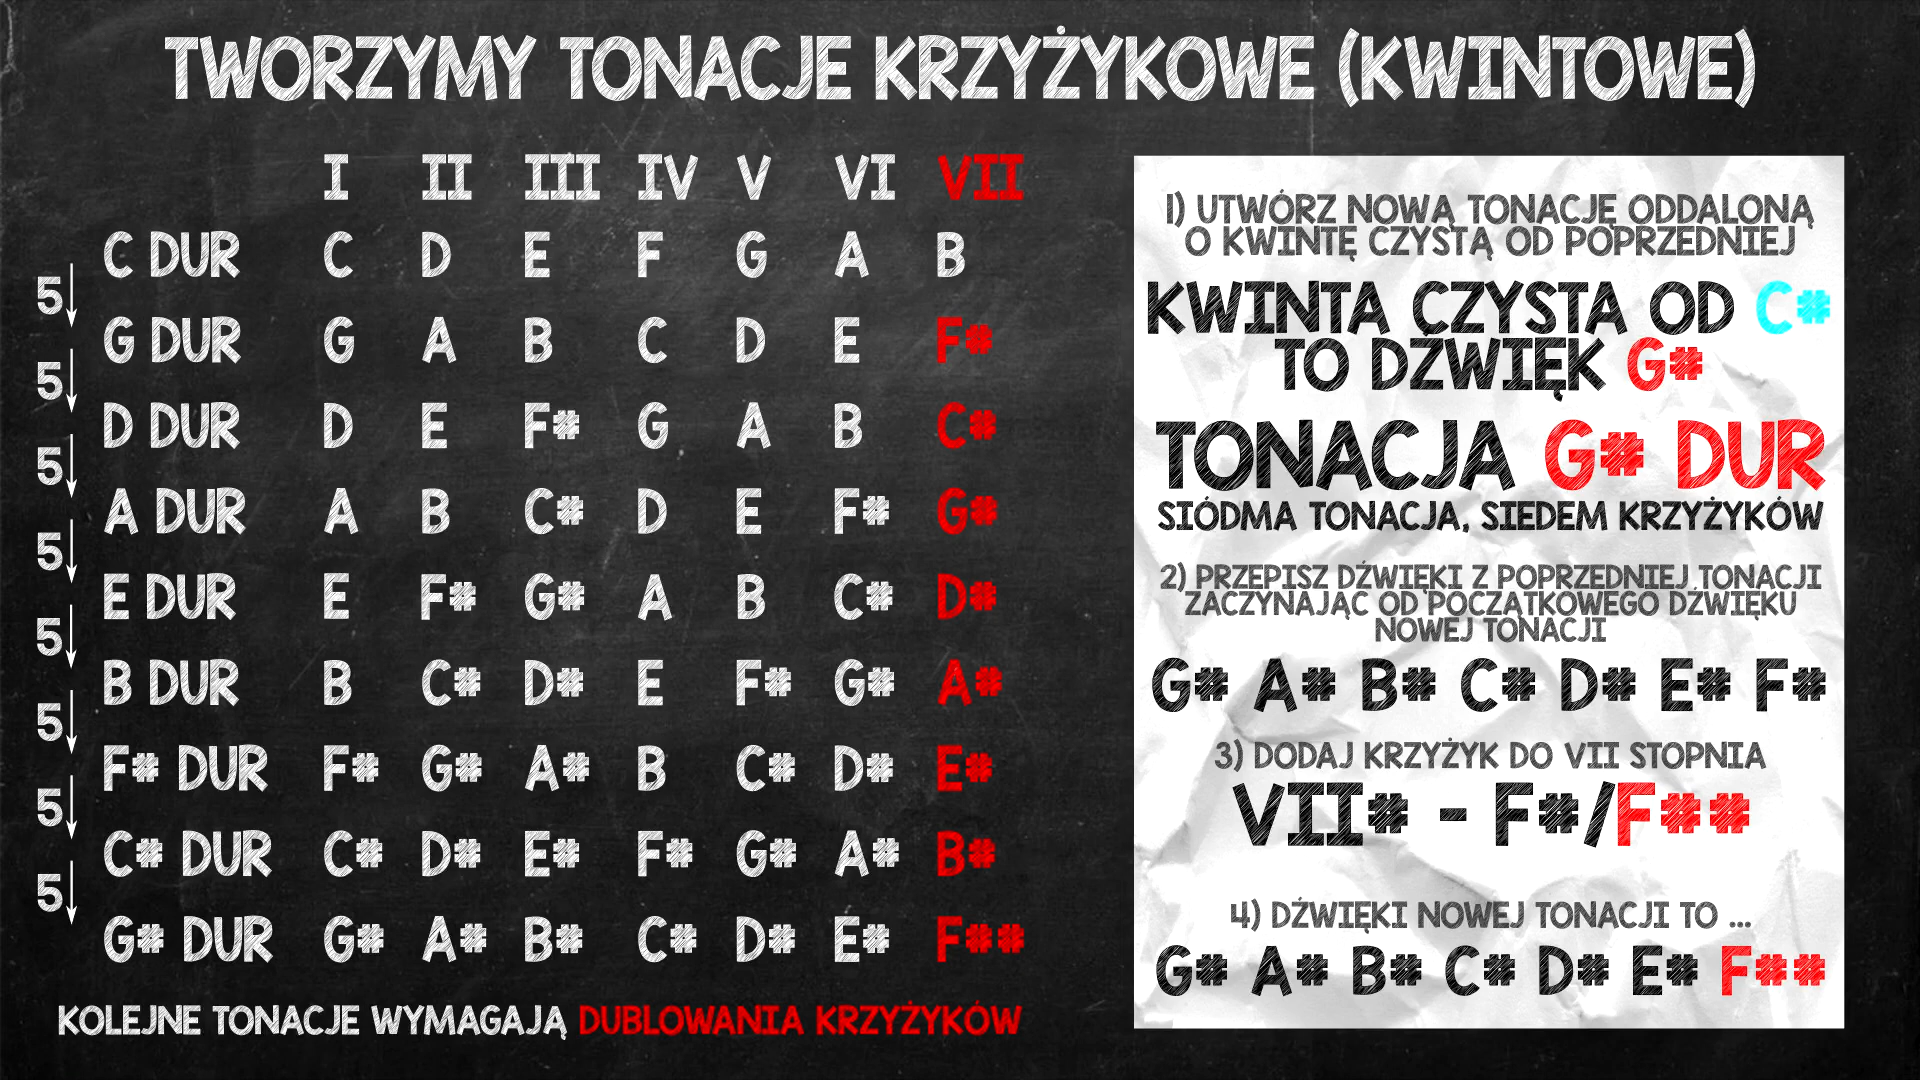 TWORZYMY TONACJE KRZYŻYKOWE (KWINTOWE)
I II III IV V VI VII
C DUR C D E F G A B
5
G DUR G A B C D E F#
5
D DUR D E F# G A B C#
5
A DUR A B C# D E F# G#
5
E DUR E F# G# A B C# D#
5
B DUR B C# D# E F# G# A#
5
F# DUR F# G# A# B C# D# E#
5
C# DUR C# D# E# F# G# A# B#
5
G# DUR G# A# B# C# D# E# F##
KOLEJNE TONACJE WYMAGAJĄ DUBLOWANIA KRZYŻYKÓW
1) UTWÓRZ NOWĄ TONACJĘ ODDALONĄ
O KWINTĘ CZYSTĄ OD POPRZEDNIEJ
KWINTA CZYSTA OD C#
TO DŹWIĘK G#
TONACJA G# DUR
SIÓDMA TONACJA, SIEDEM KRZYŻYKÓW
2) PRZEPISZ DŹWIĘKI Z POPRZEDNIEJ TONACJI
ZACZYNAJĄC OD POCZĄTKOWEGO DŹWIĘKU
NOWEJ TONACJI
G# A# B# C# D# E# F#
3) DODAJ KRZYŻYK DO VII STOPNIA
VII# - F#/F##
4) DŹWIĘKI NOWEJ TONACJI TO ...
G# A# B# C# D# E# F##